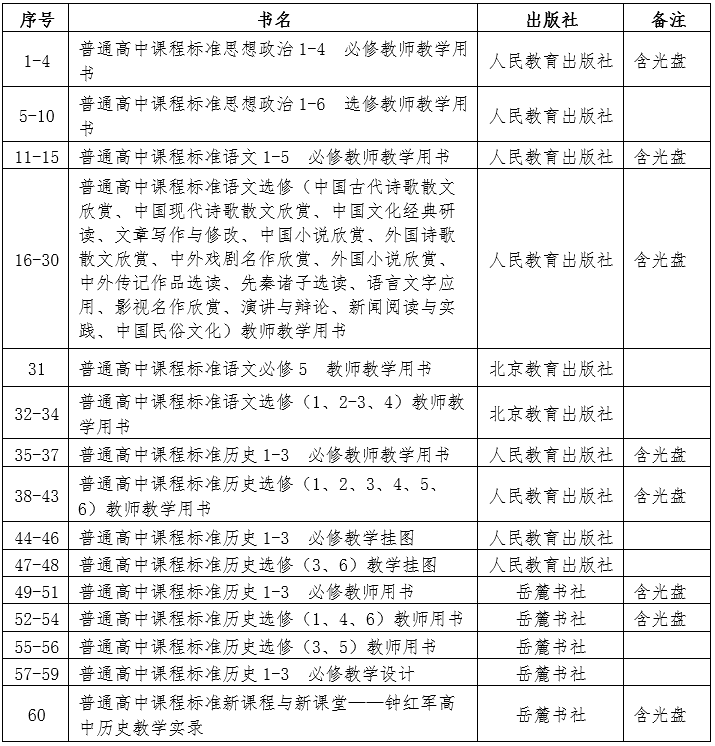 序号 书名 出版社 备注
1-4 普通高中课程标准思想政治1-4 必修教师教学用书 人民教育出版社 含光盘
5-10 普通高中课程标准思想政治1-6 选修教师教学用书 人民教育出版社
11-15 普通高中课程标准语文1-5 必修教师教学用书 人民教育出版社 含光盘
16-30 普通高中课程标准语文选修（中国古代诗歌散文
欣赏、中国现代诗歌散文欣赏、中国文化经典研
读、文章写作与修改、中国小说欣赏、外国诗歌
散文欣赏、中外戏剧名作欣赏、外国小说欣赏、
中外传记作品选读、先秦诸子选读、语言文字应
用、影视名作欣赏、演讲与辩论、新闻阅读与实
践、中国民俗文化）教师教学用书 人民教育出版社 含光盘
31 普通高中课程标准语文必修5 教师教学用书 北京教育出版社
32-34 普通高中课程标准语文选修（1、2-3、4）教师教
学用书 北京教育出版社
35-37 普通高中课程标准历史1-3 必修教师教学用书 人民教育出版社 含光盘
38-43 普通高中课程标准历史选修（1、2、3、4、5、
6）教师教学用书 人民教育出版社 含光盘
44-46 普通高中课程标准历史1-3 必修教学挂图 人民教育出版社
47-48 普通高中课程标准历史选修（3、6）教学挂图 人民教育出版社
49-51 普通高中课程标准历史1-3 必修教师用书 岳麓书社 含光盘
52-54 普通高中课程标准历史选修（1、4、6）教师用书 岳麓书社 含光盘
55-56 普通高中课程标准历史选修（3、5）教师用书 岳麓书社
57-59 普通高中课程标准历史1-3 必修教学设计 岳麓书社
60 普通高中课程标准新课程与新课堂——钟红军高
中历史教学实录 岳麓书社 含光盘